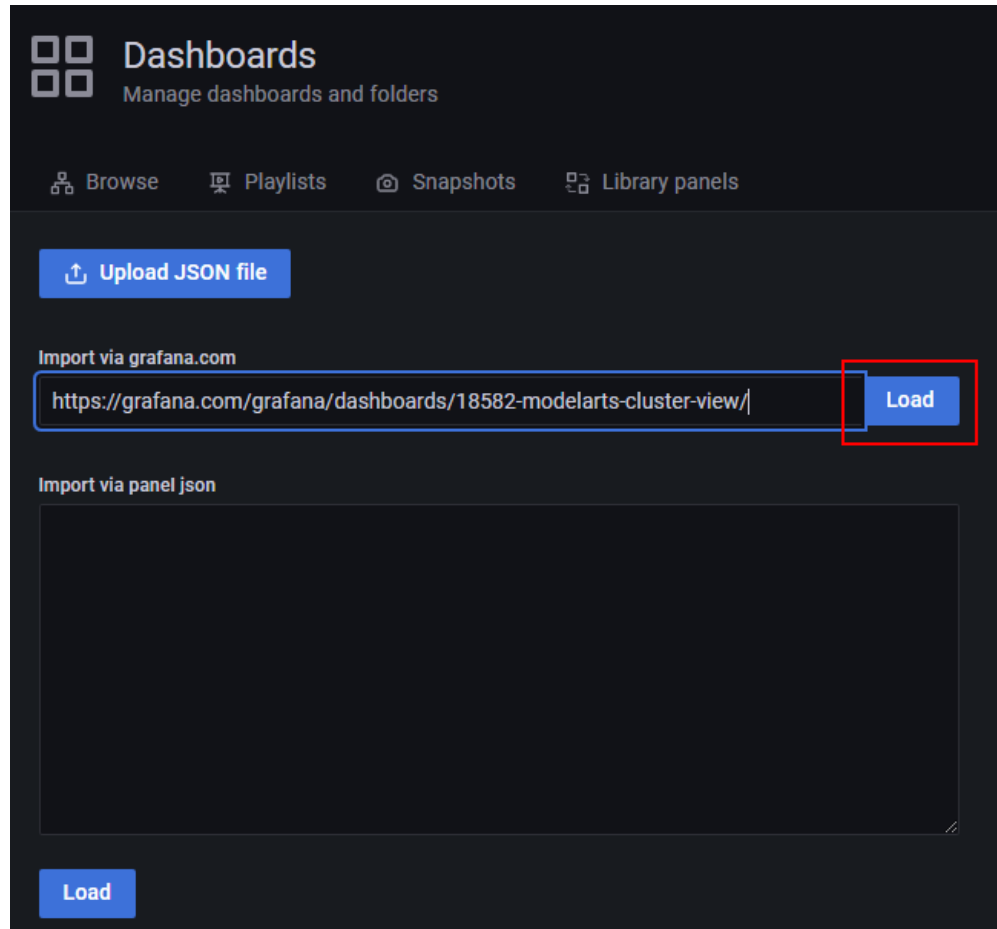 Dashboards
Manage dashboards and folders
Browse Playlists Snapshots Library panels
Upload JSON file
Import via grafana.com
https://grafana.com/grafana/dashboards/18582-modelarts-cluster-view/ Load
Import via panel json
Load